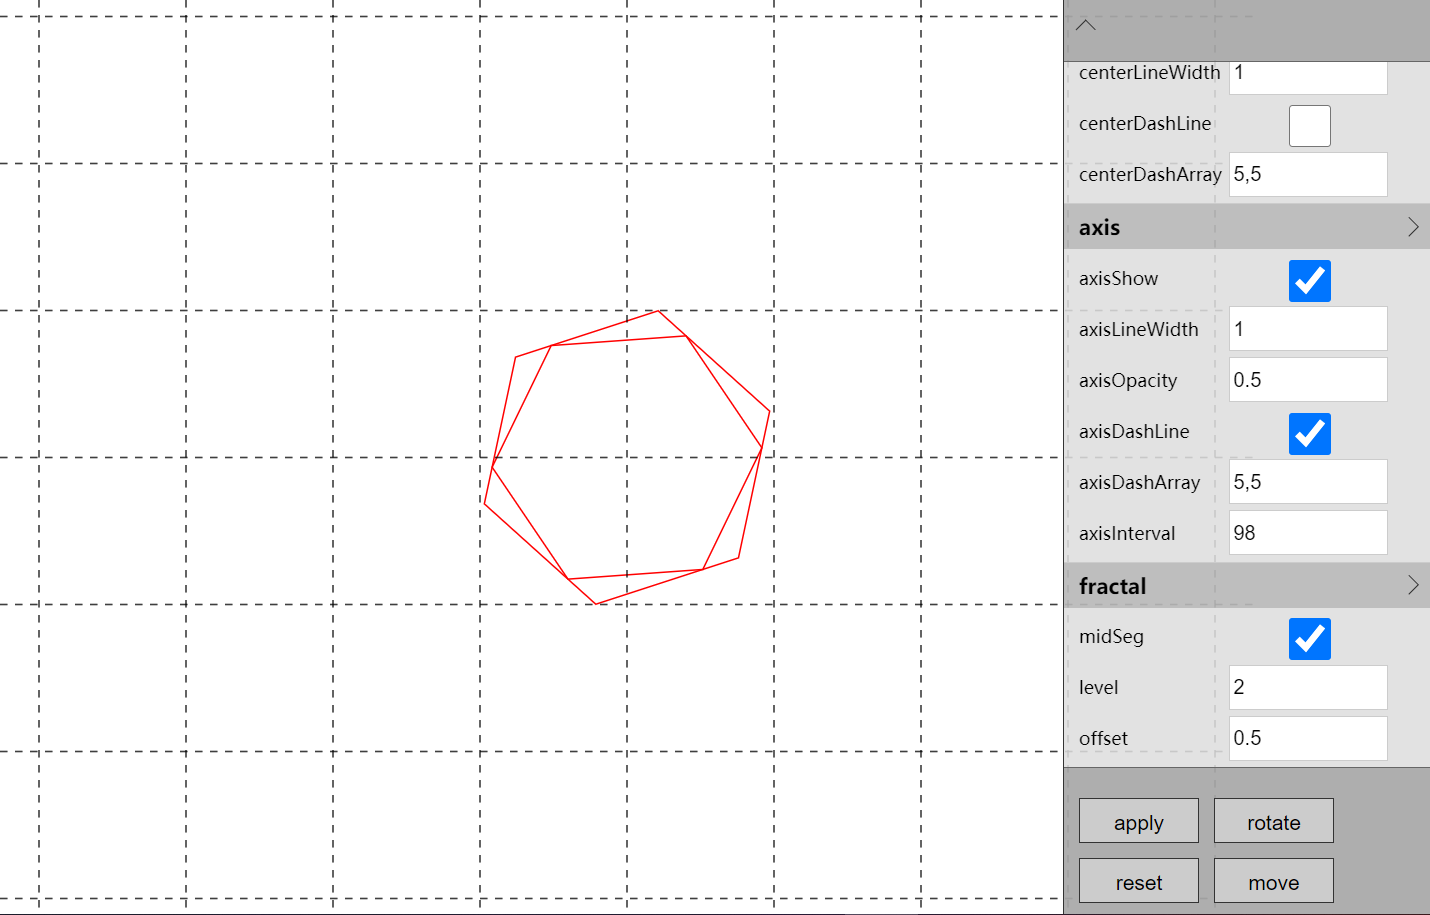 centerLineWidth 1
centerDashLine
centerDashArray 5,5
axis
axisShow
axisLineWidth 1
axisOpacity 0.5
axisDashLine
axisDashArray 5,5
axisInterval 98
fractal
midSeg
level 2
offset 0.5
apply rotate
reset move